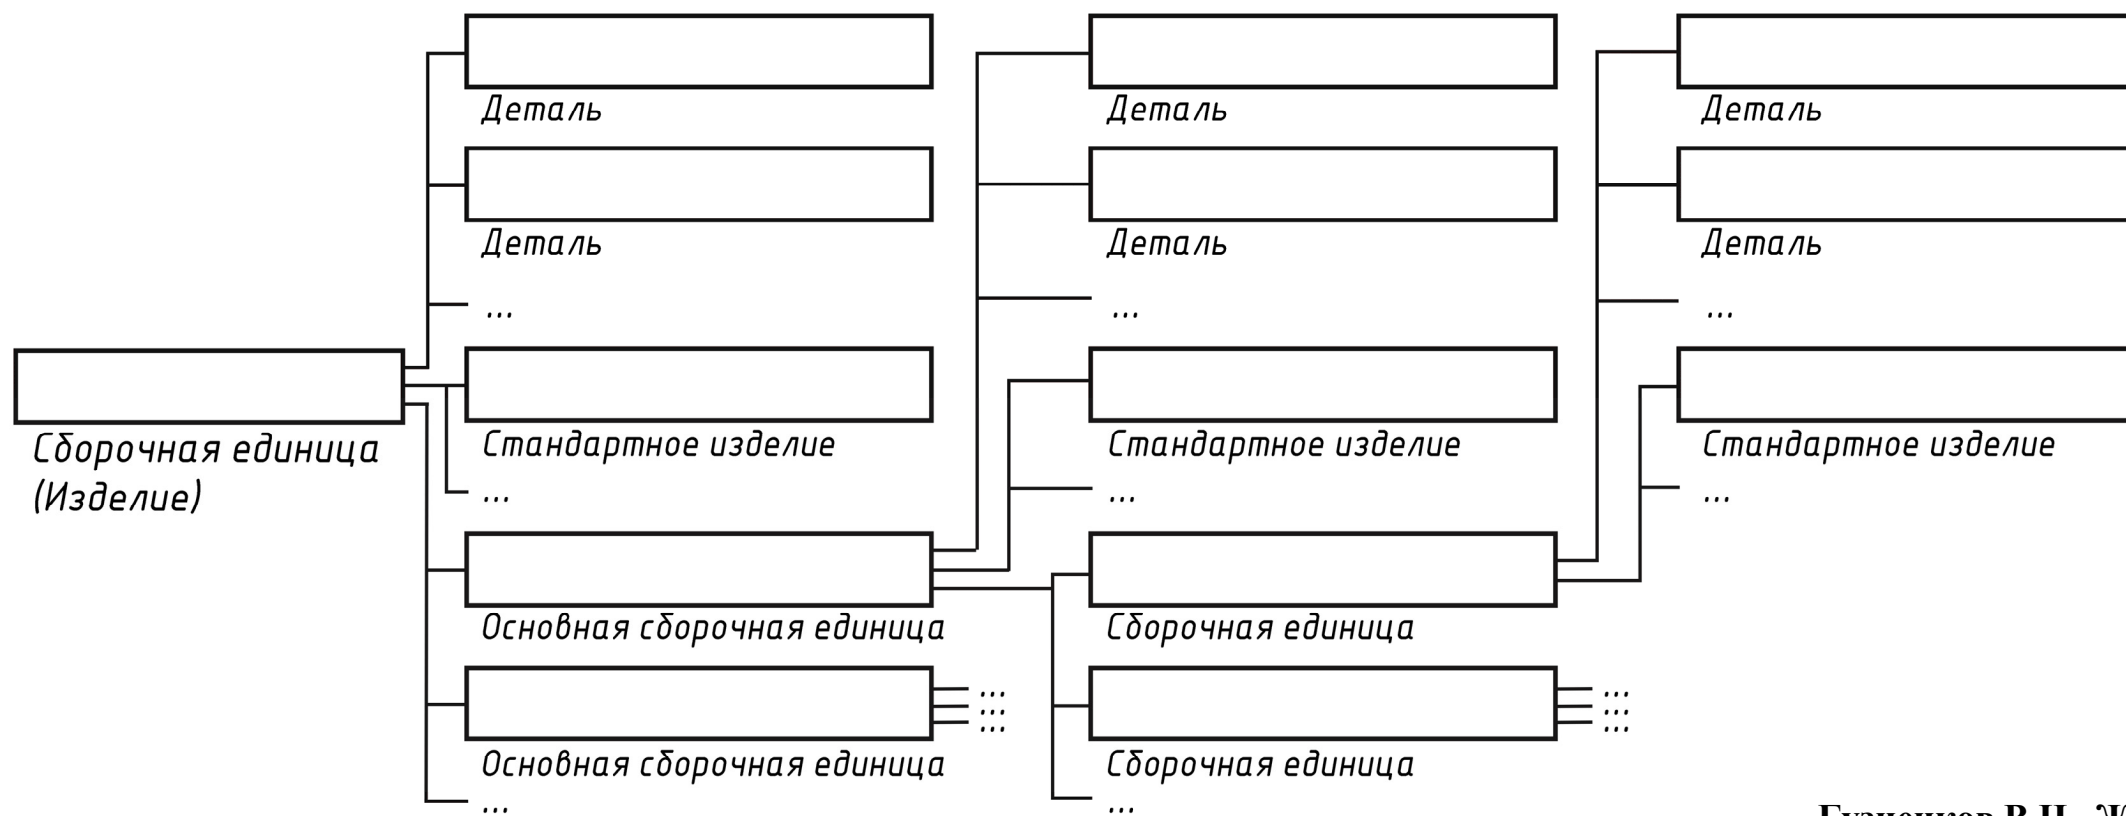 Деталь
Деталь
Деталь
Деталь
Деталь
Деталь
...
...
...
Сборочная единица
(Изделие)
Стандартное изделие
Стандартное изделие
Стандартное изделие
...
...
...
Основная сборочная единица
Сборочная единица
...
...
...
...
...
...
Основная сборочная единица
Сборочная единица
...
...